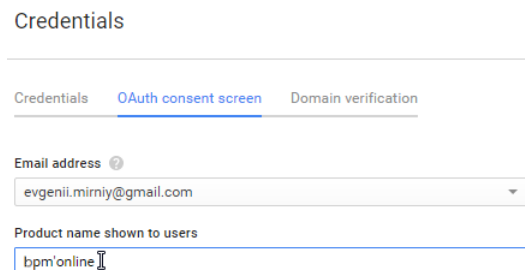 Credentials
Credentials OAuth consent screen Domain verification
Email address ?
evgenii.mirniy@gmail.com
Product name shown to users
bpm'online